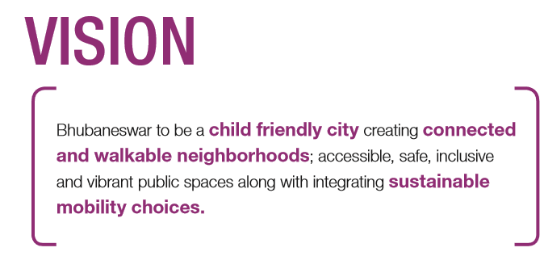 VISION
Bhubaneswar to be a child friendly city creating connected
and walkable neighborhoods; accessible, safe, inclusive
and vibrant public spaces along with integrating sustainable
mobility choices.